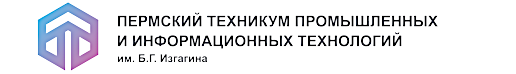 ПЕРМСКИЙ ТЕХНИКУМ ПРОМЫШЛЕННЫХ
И ИНФОРМАЦИОННЫХ ТЕХНОЛОГИЙ
им. Б.Г. Изгагина